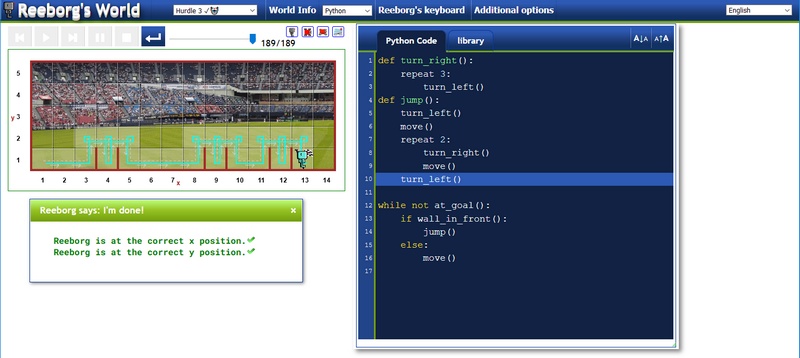 Reeborg's World
Hurdle 3 ✓
World Info
Python
Reeborg's keyboard
Additional options
English
189/189
Python Code
library
A↓A
A↑A
5
4
y 3
2
1
1 2 3 4 5 6 7 x 8 9 10 11 12 13 14
Reeborg says: I'm done!
×
Reeborg is at the correct x position.✔
Reeborg is at the correct y position.✔
1 def turn_right():
2 repeat 3:
3 turn_left()
4 def jump():
5 turn_left()
6 move()
7 repeat 2:
8 turn_right()
9 move()
10 turn_left()
11
12 while not at_goal():
13 if wall_in_front():
14 jump()
15 else:
16 move()
17